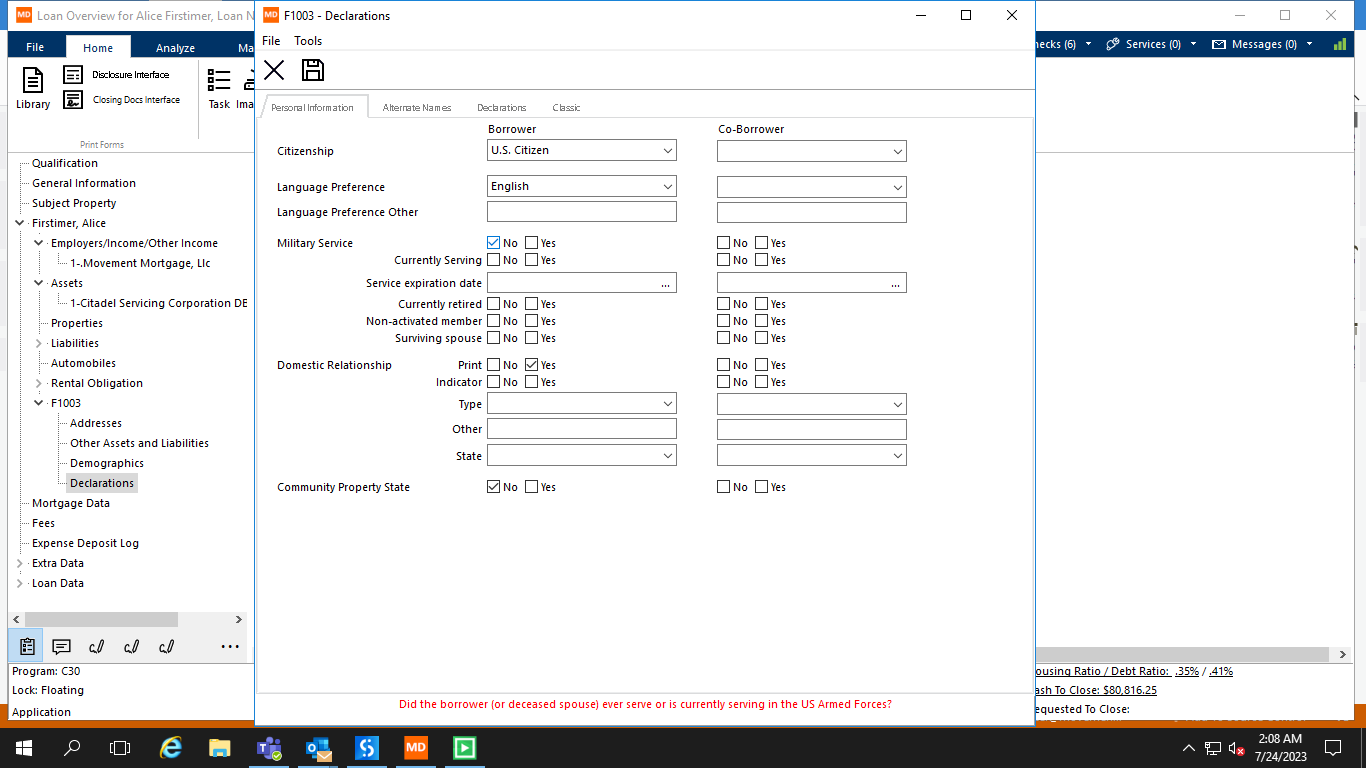 MD Loan Overview for Alice Firstimer, Loan N
MD F1003 - Declarations
File Home Analyze Ma
File Tools
hecks (6) Services (0) Messages (0)
Library
Disclosure Interface
Closing Docs Interface
Task Ima
Print Forms
Personal Information Alternate Names Declarations Classic
Qualification
General Information
Subject Property
Firstimer, Alice
Employers/Income/Other Income
1-.Movement Mortgage, Llc
Assets
1-Citadel Servicing Corporation DE
Properties
Liabilities
Automobiles
Rental Obligation
F1003
Addresses
Other Assets and Liabilities
Demographics
Declarations
Mortgage Data
Fees
Expense Deposit Log
Extra Data
Loan Data
...
Program: C30
Lock: Floating
Application
Borrower Co-Borrower
Citizenship U.S. Citizen
Language Preference English
Language Preference Other
Military Service No Yes No Yes
Currently Serving No Yes No Yes
Service expiration date ... ...
Currently retired No Yes No Yes
Non-activated member No Yes No Yes
Surviving spouse No Yes No Yes
Domestic Relationship Print No Yes No Yes
Indicator No Yes No Yes
Type
Other
State
Community Property State No Yes No Yes
Did the borrower (or deceased spouse) ever serve or is currently serving in the US Armed Forces?
ousing Ratio / Debt Ratio: .35% / .41%
ash To Close: $80,816.25
equested To Close:
MD
2:08 AM
7/24/2023